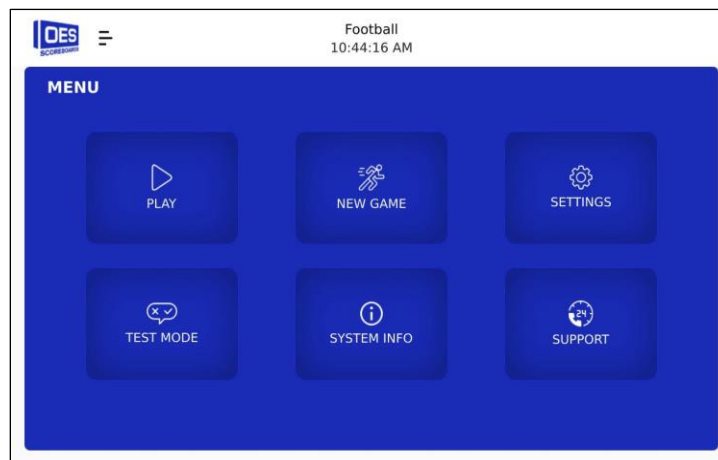 OES
SCOREBOARDS
Football
10:44:16 AM
MENU
PLAY
NEW GAME
SETTINGS
TEST MODE
SYSTEM INFO
24
SUPPORT